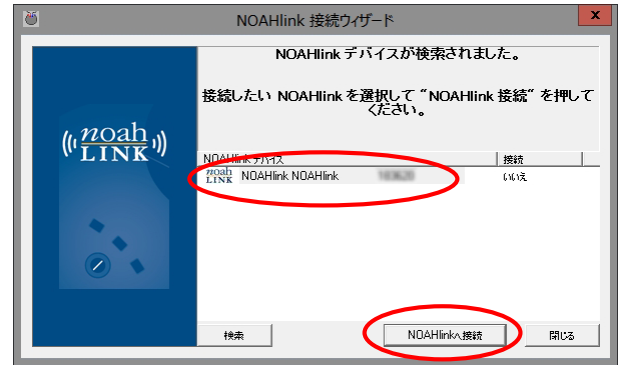 NOAHlink 接続ウィザード
x
NOAHlink デバイスが検索されました。
接続したい NOAHlink を選択して “NOAHlink 接続” を押して
ください。
noah
LINK
NOAHlink デバイス
接続
noah
LINK
NOAHlink NOAHlink
いいえ
検索
NOAHlinkへ接続
閉じる